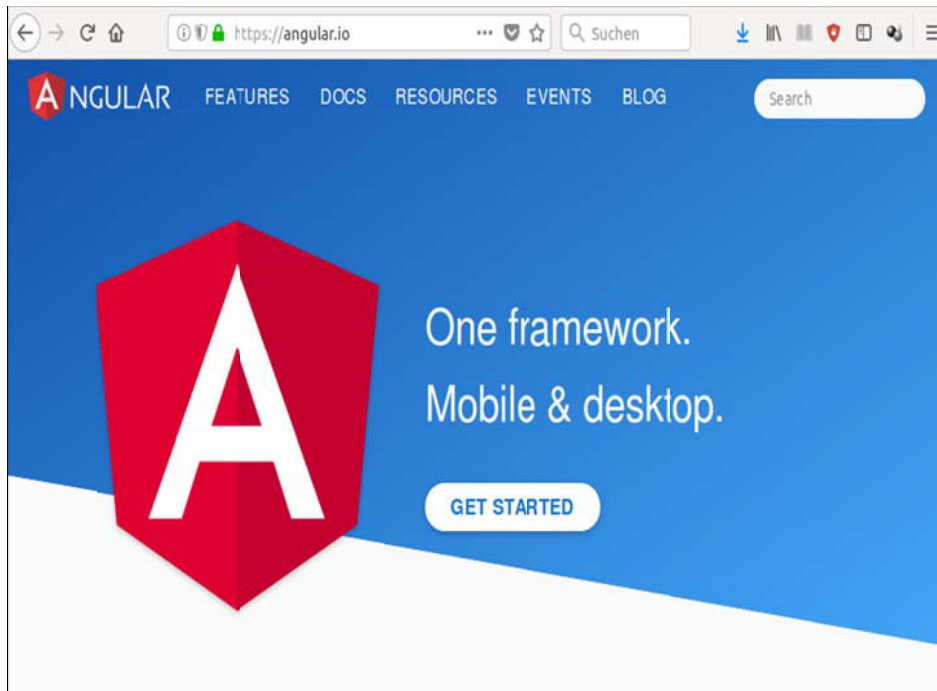 https://angular.io ••• Suchen
ANGULAR FEATURES DOCS RESOURCES EVENTS BLOG Search
A
One framework.
Mobile & desktop.
GET STARTED